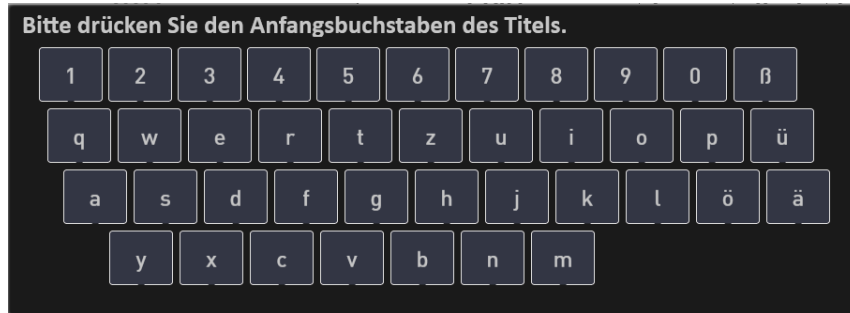 Bitte drücken Sie den Anfangsbuchstaben des Titels.
1 2 3 4 5 6 7 8 9 0 ß
q w e r t z u i o p ü
a s d f g h j k l ö ä
y x c v b n m